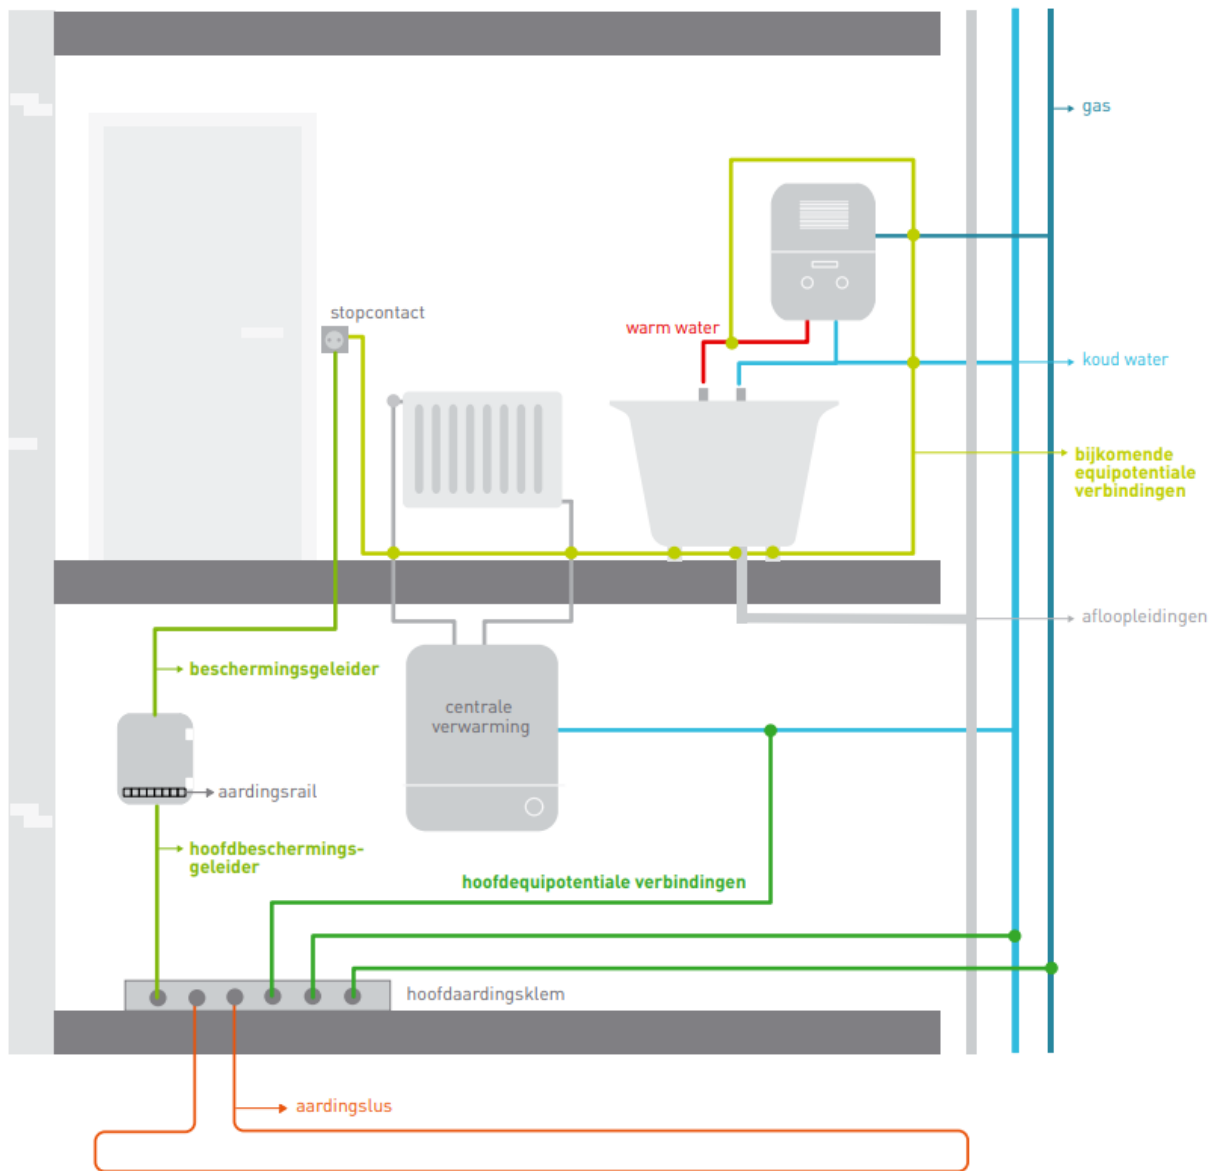 gas
stopcontact
warm water
koud water
bijkomende
equipotentiale
verbindingen
afloopleidingen
beschermingsgeleider
centrale
verwarming
aardingsrail
hoofdbeschermings-
geleider
hoofdequipotentiale verbindingen
hoofdaardingsklem
aardingslus